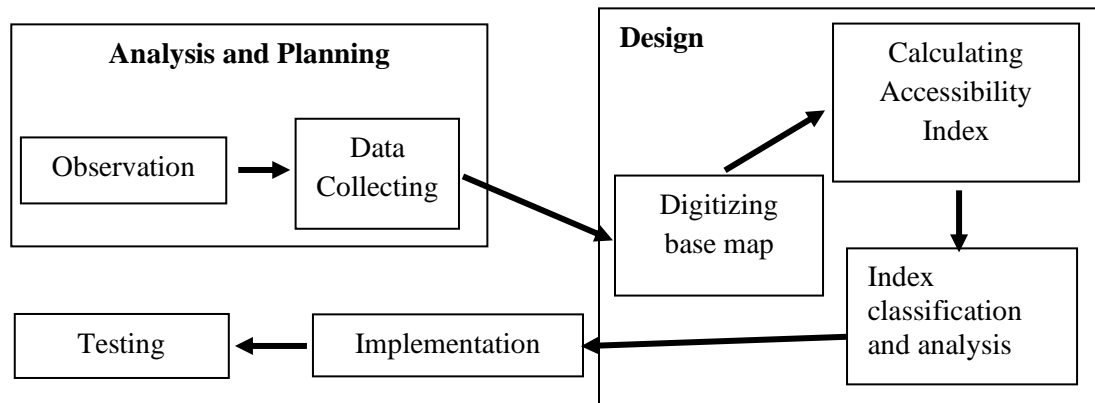 Analysis and Planning
Observation
Data
Collecting
Design
Digitizing
base map
Calculating
Accessibility
Index
Index
classification
and analysis
Implementation
Testing